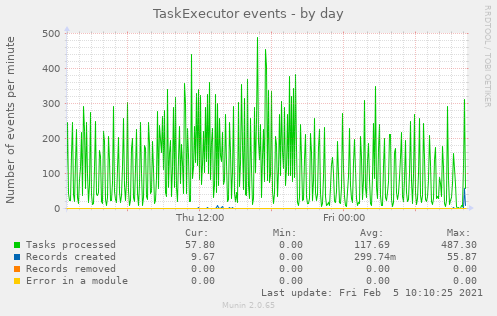 TaskExecutor events - by day
RRDTOOL / TOBI OETIKER
Number of events per minute
500
400
300
200
100
0
Thu 12:00 Fri 00:00
Cur: Min: Avg: Max:
Tasks processed 57.80 0.00 117.69 487.30
Records created 9.67 0.00 299.74m 55.87
Records removed 0.00 0.00 0.00 0.00
Error in a module 0.00 0.00 0.00 0.00
Last update: Fri Feb 5 10:10:25 2021
Munin 2.0.65